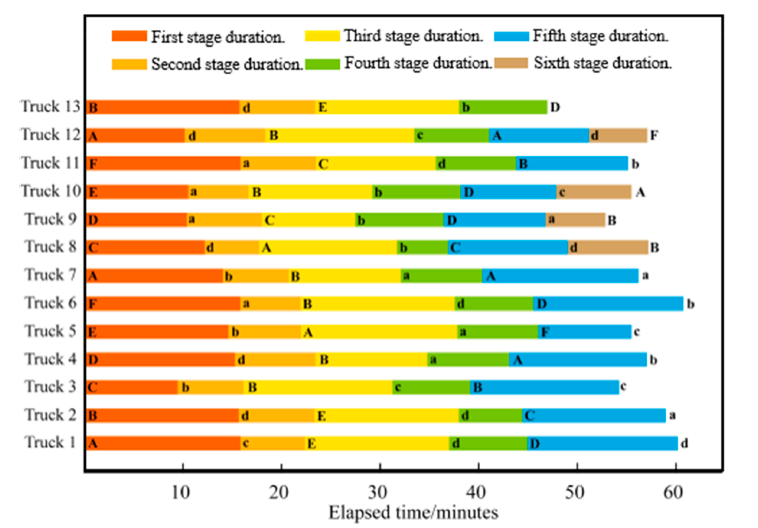 First stage duration. Third stage duration. Fifth stage duration.
Second stage duration. Fourth stage duration. Sixth stage duration.
Truck 13 B d E b D
Truck 12 A d B c A d F
Truck 11 F a C d B b
Truck 10 E a B b D c A
Truck 9 D a C b D a B
Truck 8 C d A b C d B
Truck 7 A b B a A a
Truck 6 F a B d D b
Truck 5 E b A a F c
Truck 4 D d B a A b
Truck 3 C b B c B c
Truck 2 B d E d C a
Truck 1 A c E d D d
10 20 30 40 50 60
Elapsed time/minutes